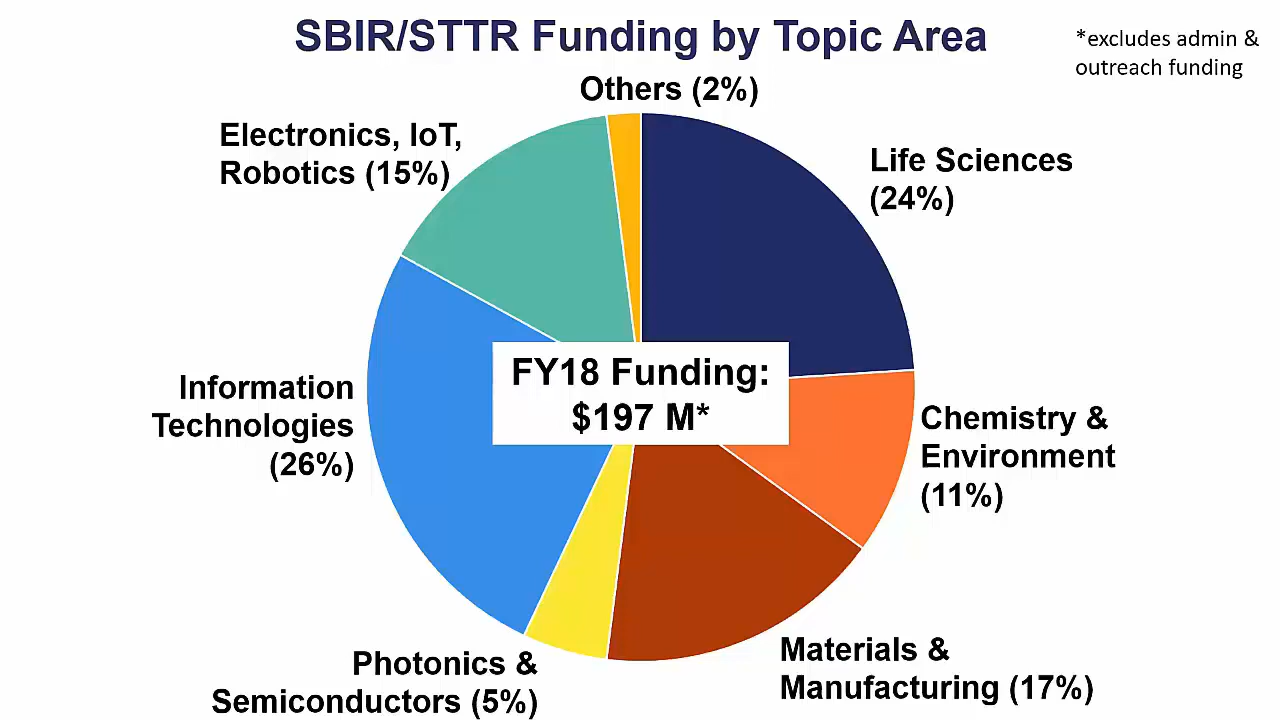 SBIR/STTR Funding by Topic Area
*excludes admin &
outreach funding
Others (2%)
Electronics, IoT,
Robotics (15%)
Life Sciences
(24%)
FY18 Funding:
$197 M*
Information
Technologies
(26%)
Chemistry &
Environment
(11%)
Photonics &
Semiconductors (5%)
Materials &
Manufacturing (17%)